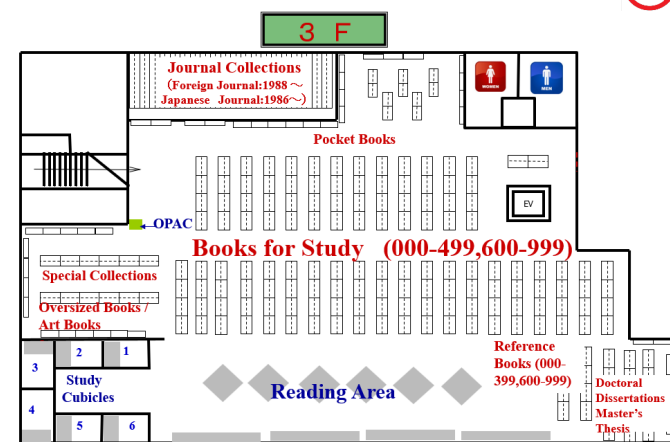 ３ Ｆ
Journal Collections
(Foreign Journal:1988～
Japanese Journal:1986～)
WOMEN
MEN
Pocket Books
EV
OPAC
Books for Study (000-499,600-999)
Special Collections
Oversized Books /
Art Books
Reference
Books (000-
399,600-999)
Doctoral
Dissertations
Master's
Thesis
1
2
3
4
5
6
Study
Cubicles
Reading Area